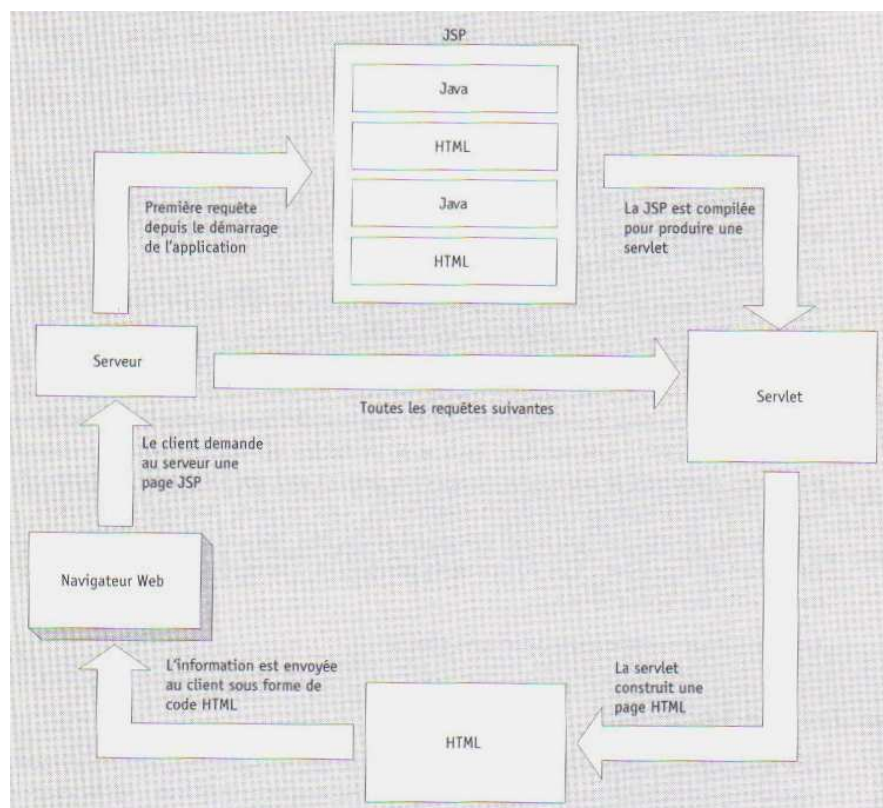 JSP
Java
HTML
Java
HTML
Première requête
depuis le démarrage
de l'application
La JSP est compilée
pour produire une
servlet
Serveur
Toutes les requêtes suivantes
Servlet
Le client demande
au serveur une
page JSP
Navigateur Web
L'information est envoyée
au client sous forme de
code HTML
HTML
La servlet
construit une
page HTML